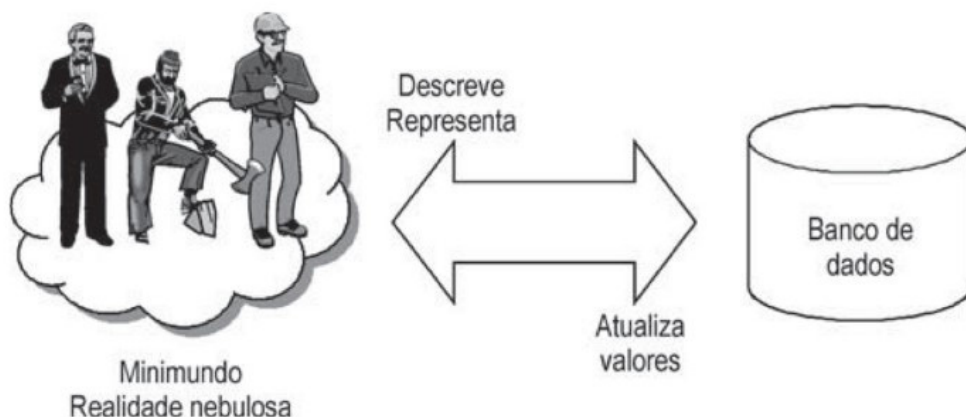 Descreve
Representa
Banco de
dados
Atualiza
valores
Minimundo
Realidade nebulosa